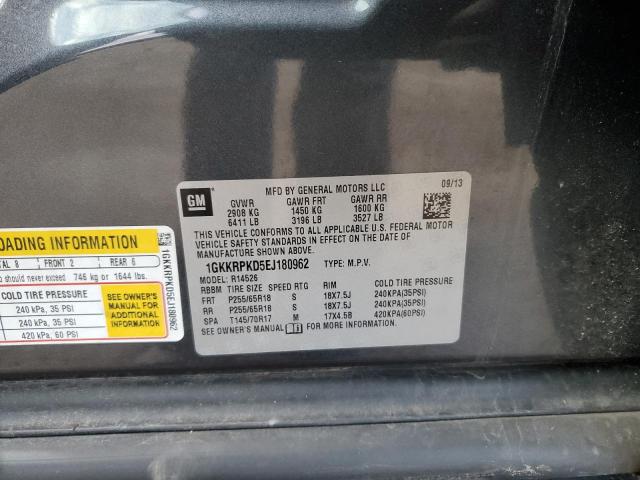 GM
MFD BY GENERAL MOTORS LLC
09/13
GVWR GAWR FRT GAWR RR
2908 KG 1450 KG 1600 KG
6411 LB 3196 LB 3527 LB
THIS VEHICLE CONFORMS TO ALL APPLICABLE U.S. FEDERAL MOTOR
VEHICLE SAFETY, BUMPER, AND THEFT PREVENTION
STANDARDS IN EFFECT ON THE DATE OF
MANUFACTURE SHOWN ABOVE.
1GKKRPKD5EJ180962 TYPE: M.P.V.
MODEL: R14526
RBBM TIRE SIZE SPEED RTG RIM COLD TIRE PRESSURE
FRT P255/65R18 S 18X7.5J 240KPA(35PSI)
RR P255/65R18 S 18X7.5J 240KPA(35PSI)
SPA T145/70R17 M 17X4.5B 420KPA(60PSI)
SEE OWNER'S MANUAL FOR MORE INFORMATION.
OADING INFORMATION
AL 8 FRONT 2 REAR 6
o should never exceed 746 kg or 1644 lbs.
COLD TIRE PRESSURE
240 kPa, 35 PSI
240 kPa, 35 PSI
420 kPa, 60 PSI
SEE OWNER'S
MANUAL FOR
ADDITIONAL
INFORMATION
1GKKRPKD5EJ180962